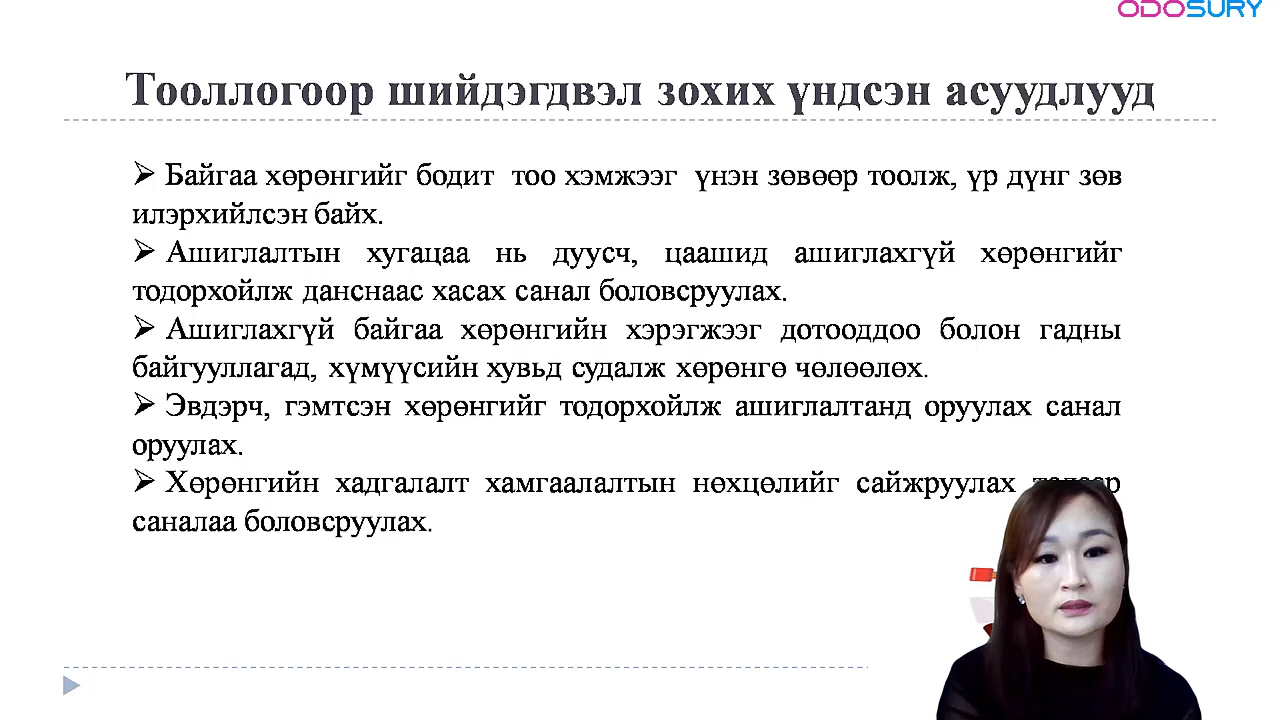 ODOSURY
Тооллогоор шийдэгдвэл зохих үндсэн асуудлууд
Байгаа хөрөнгийг бодит тоо хэмжээг үнэн зөвөөр тоолж, үр дүнг зөв
илэрхийлсэн байх.
Ашиглалтын хугацаа нь дуусч, цаашид ашиглахгүй хөрөнгийг
тодорхойлж данснаас хасах санал боловсруулах.
Ашиглахгүй байгаа хөрөнгийн хэрэгжээг дотооддоо болон гадны
байгууллагад, хүмүүсийн хувьд судалж хөрөнгө чөлөөлөх.
Эвдэрч, гэмтсэн хөрөнгийг тодорхойлж ашиглалтанд оруулах санал
оруулах.
Хөрөнгийн хадгалалт хамгаалалтын нөхцөлийг сайжруулах
саналаа боловсруулах.